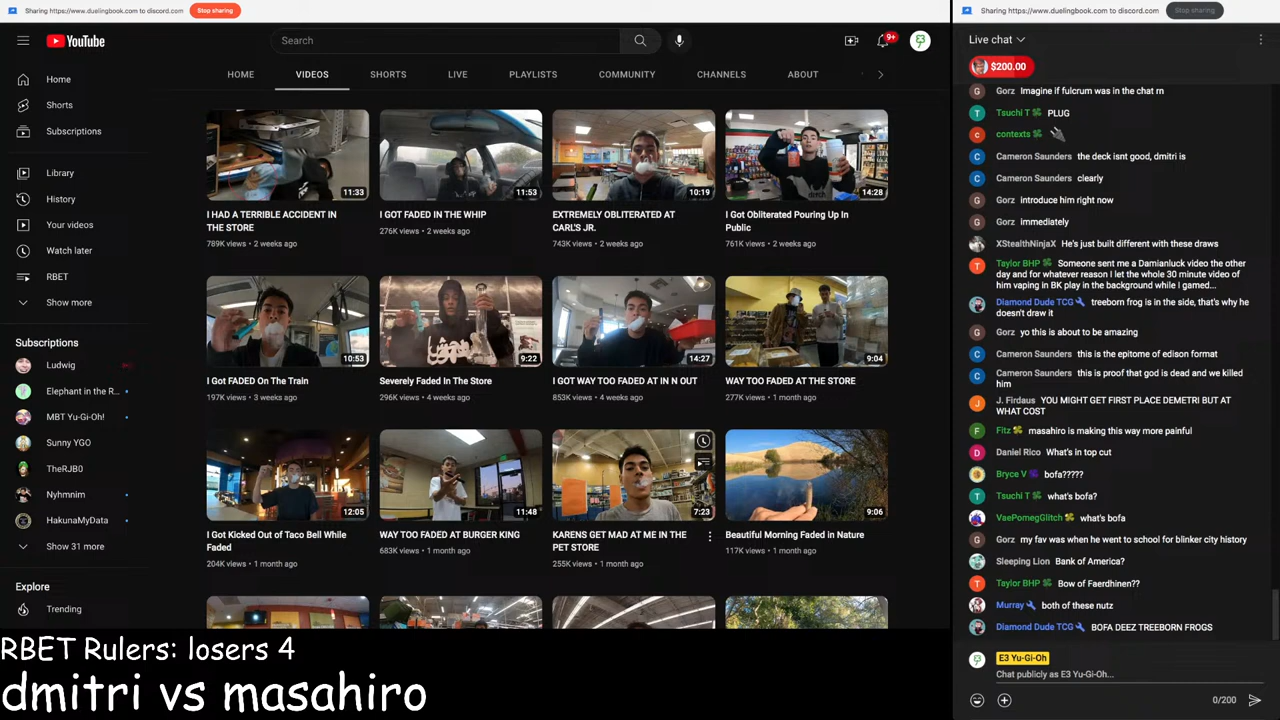 Sharing https://www.duelingbook.com to discord.com
Stop sharing
YouTube
Search
9+
HOME
VIDEOS
SHORTS
LIVE
PLAYLISTS
COMMUNITY
CHANNELS
ABOUT
Home
Shorts
Subscriptions
Library
History
Your videos
Watch later
RBET
Show more
Subscriptions
Ludwig
Elephant in the R...
MBT Yu-Gi-Oh!
Sunny YGO
TheRJB0
Nyhmnim
HakunaMyData
Show 31 more
Explore
Trending
11:33
I HAD A TERRIBLE ACCIDENT IN
THE STORE
789K views • 2 weeks ago
11:53
I GOT FADED IN THE WHIP
276K views • 2 weeks ago
10:19
EXTREMELY OBLITERATED AT
CARL'S JR.
743K views • 2 weeks ago
14:28
I Got Obliterated Pouring Up In
Public
761K views • 2 weeks ago
10:53
I Got FADED On The Train
197K views • 3 weeks ago
9:22
Severely Faded In The Store
296K views • 4 weeks ago
14:27
I GOT WAY TOO FADED AT IN N OUT
853K views • 4 weeks ago
9:04
WAY TOO FADED AT THE STORE
277K views • 1 month ago
12:05
I Got Kicked Out of Taco Bell While
Faded
204K views • 1 month ago
11:48
WAY TOO FADED AT BURGER KING
683K views • 1 month ago
7:23
KARENS GET MAD AT ME IN THE
PET STORE
255K views • 1 month ago
9:06
Beautiful Morning Faded in Nature
117K views • 1 month ago
RBET Rulers: losers 4
dmitri vs masahiro
Sharing https://www.duelingbook.com to discord.com
Stop sharing
Live chat
$200.00
G Gorz Imagine if fulcrum was in the chat rn
T Tsuchi T PLUG
c contexts
C Cameron Saunders the deck isnt good, dmitri is
C Cameron Saunders clearly
G Gorz introduce him right now
G Gorz immediately
XStealthNinjaX He's just built different with these draws
T Taylor BHP Someone sent me a Damianluck video the other
day and for whatever reason I let the whole 30 minute video of
him vaping in BK play in the background while I gamed...
Diamond Dude TCG treeborn frog is in the side, that's why he
doesn't draw it
G Gorz yo this is about to be amazing
C Cameron Saunders this is the epitome of edison format
C Cameron Saunders this is proof that god is dead and we killed
him
J J. Firdaus YOU MIGHT GET FIRST PLACE DEMETRI BUT AT
WHAT COST
F Fitz masahiro is making this way more painful
D Daniel Rico What's in top cut
Bryce V bofa?????
T Tsuchi T what's bofa?
VaePomegGlitch what's bofa
G Gorz my fav was when he went to school for blinker city history
Sleeping Lion Bank of America?
T Taylor BHP Bow of Faerdhinen??
Murray both of these nutz
Diamond Dude TCG BOFA DEEZ TREEBORN FROGS
E3 Yu-Gi-Oh
Chat publicly as E3 Yu-Gi-Oh...
0/200